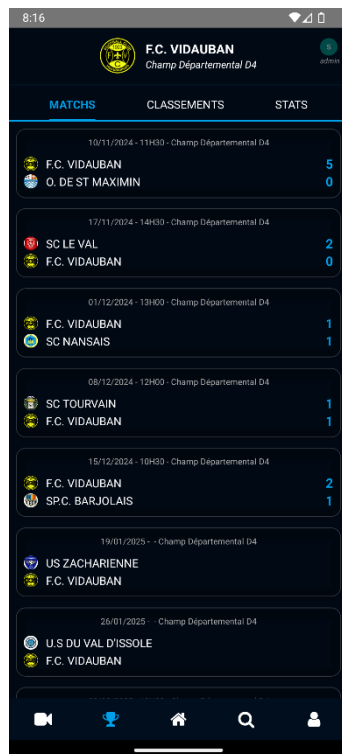 8:16
F.C. VIDAUBAN
Champ Départemental D4
S
admin
MATCHS CLASSEMENTS STATS
10/11/2024 - 11H30 - Champ Départemental D4
F.C. VIDAUBAN 5
O. DE ST MAXIMIN 0
17/11/2024 - 14H30 - Champ Départemental D4
SC LE VAL 2
F.C. VIDAUBAN 0
01/12/2024 - 13H00 - Champ Départemental D4
F.C. VIDAUBAN 1
SC NANSAIS 1
08/12/2024 - 12H00 - Champ Départemental D4
SC TOURVAIN 1
F.C. VIDAUBAN 1
15/12/2024 - 10H30 - Champ Départemental D4
F.C. VIDAUBAN 2
SP.C. BARJOLAIS 1
19/01/2025 - - Champ Départemental D4
US ZACHARIENNE
F.C. VIDAUBAN
26/01/2025 - - Champ Départemental D4
U.S DU VAL D'ISSOLE
F.C. VIDAUBAN